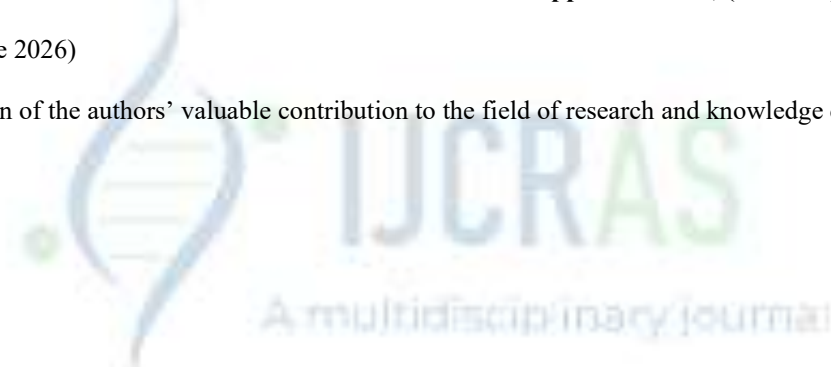 e 2026)
n of the authors’ valuable contribution to the field of research and knowledge
IJCRAS
A multidisciplinary journal